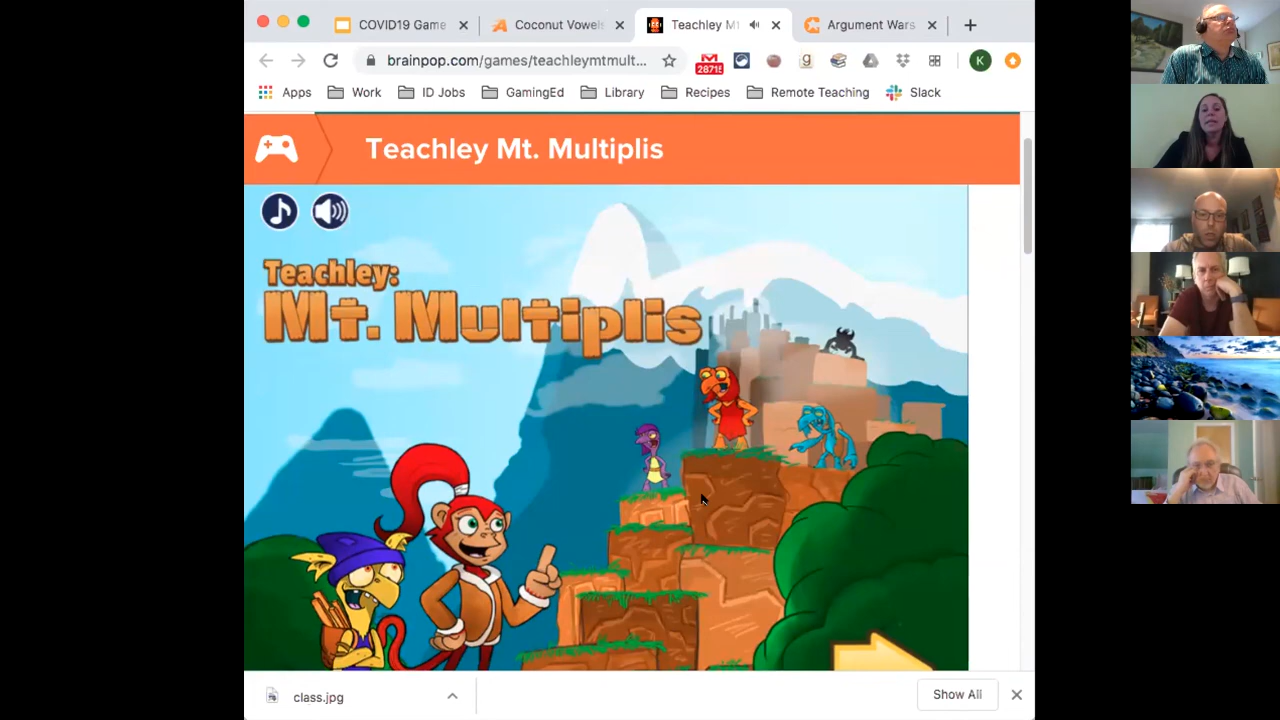 COVID19 Game
Coconut Vowels
Teachley Mt
Argument Wars
brainpop.com/games/teachleymtmult...
28715
g
K
Apps
Work
ID Jobs
GamingEd
Library
Recipes
Remote Teaching
Slack
Teachley Mt. Multiplis
Teachley:
Mt. Multiplis
class.jpg
Show All